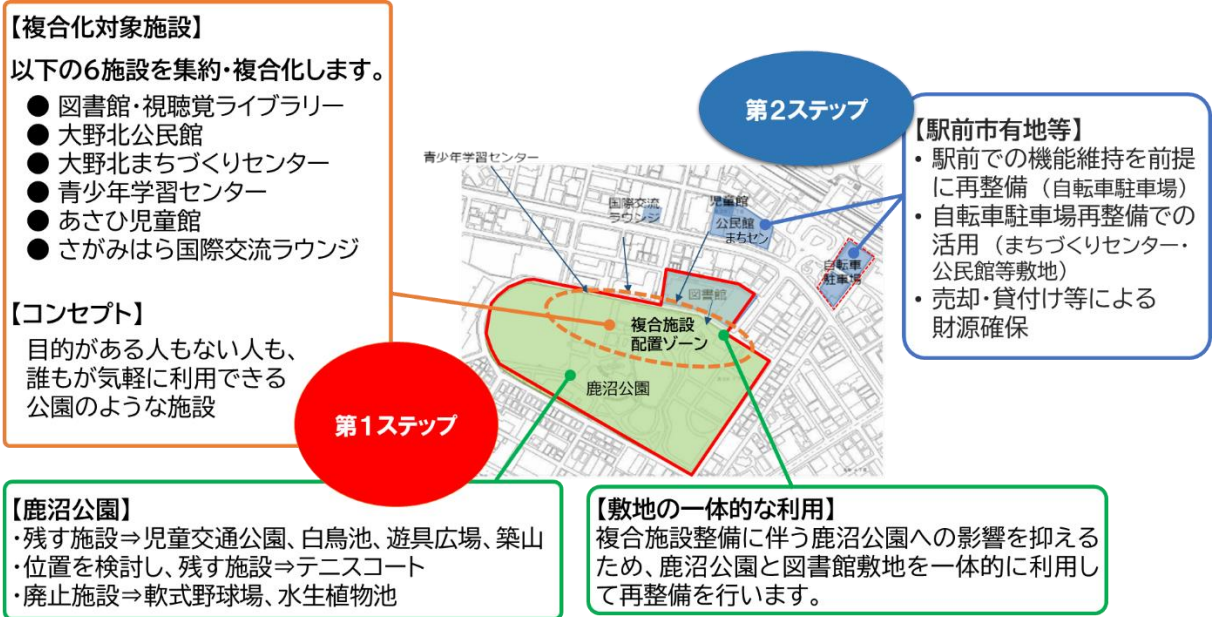 【複合化対象施設】
以下の6施設を集約・複合化します。
● 図書館・視聴覚ライブラリー
● 大野北公民館
● 大野北まちづくりセンター
● 青少年学習センター
● あさひ児童館
● さがみはら国際交流ラウンジ
【コンセプト】
目的がある人もない人も、
誰もが気軽に利用できる
公園のような施設
第1ステップ
第2ステップ
【駅前市有地等】
• 駅前での機能維持を前提
に再整備（自転車駐車場）
• 自転車駐車場再整備での
活用（まちづくりセンター・
公民館等敷地）
• 売却・貸付け等による
財源確保
青少年学習センター
国際交流
ラウンジ
児童館
公民館
まちセン
自転車
駐車場
図書館
複合施設
配置ゾーン
鹿沼公園
【鹿沼公園】
・残す施設⇒児童交通公園、白鳥池、遊具広場、築山
・位置を検討し、残す施設⇒テニスコート
・廃止施設⇒軟式野球場、水生植物池
【敷地の一体的な利用】
複合施設整備に伴う鹿沼公園への影響を抑える
ため、鹿沼公園と図書館敷地を一体的に利用し
て再整備を行います。